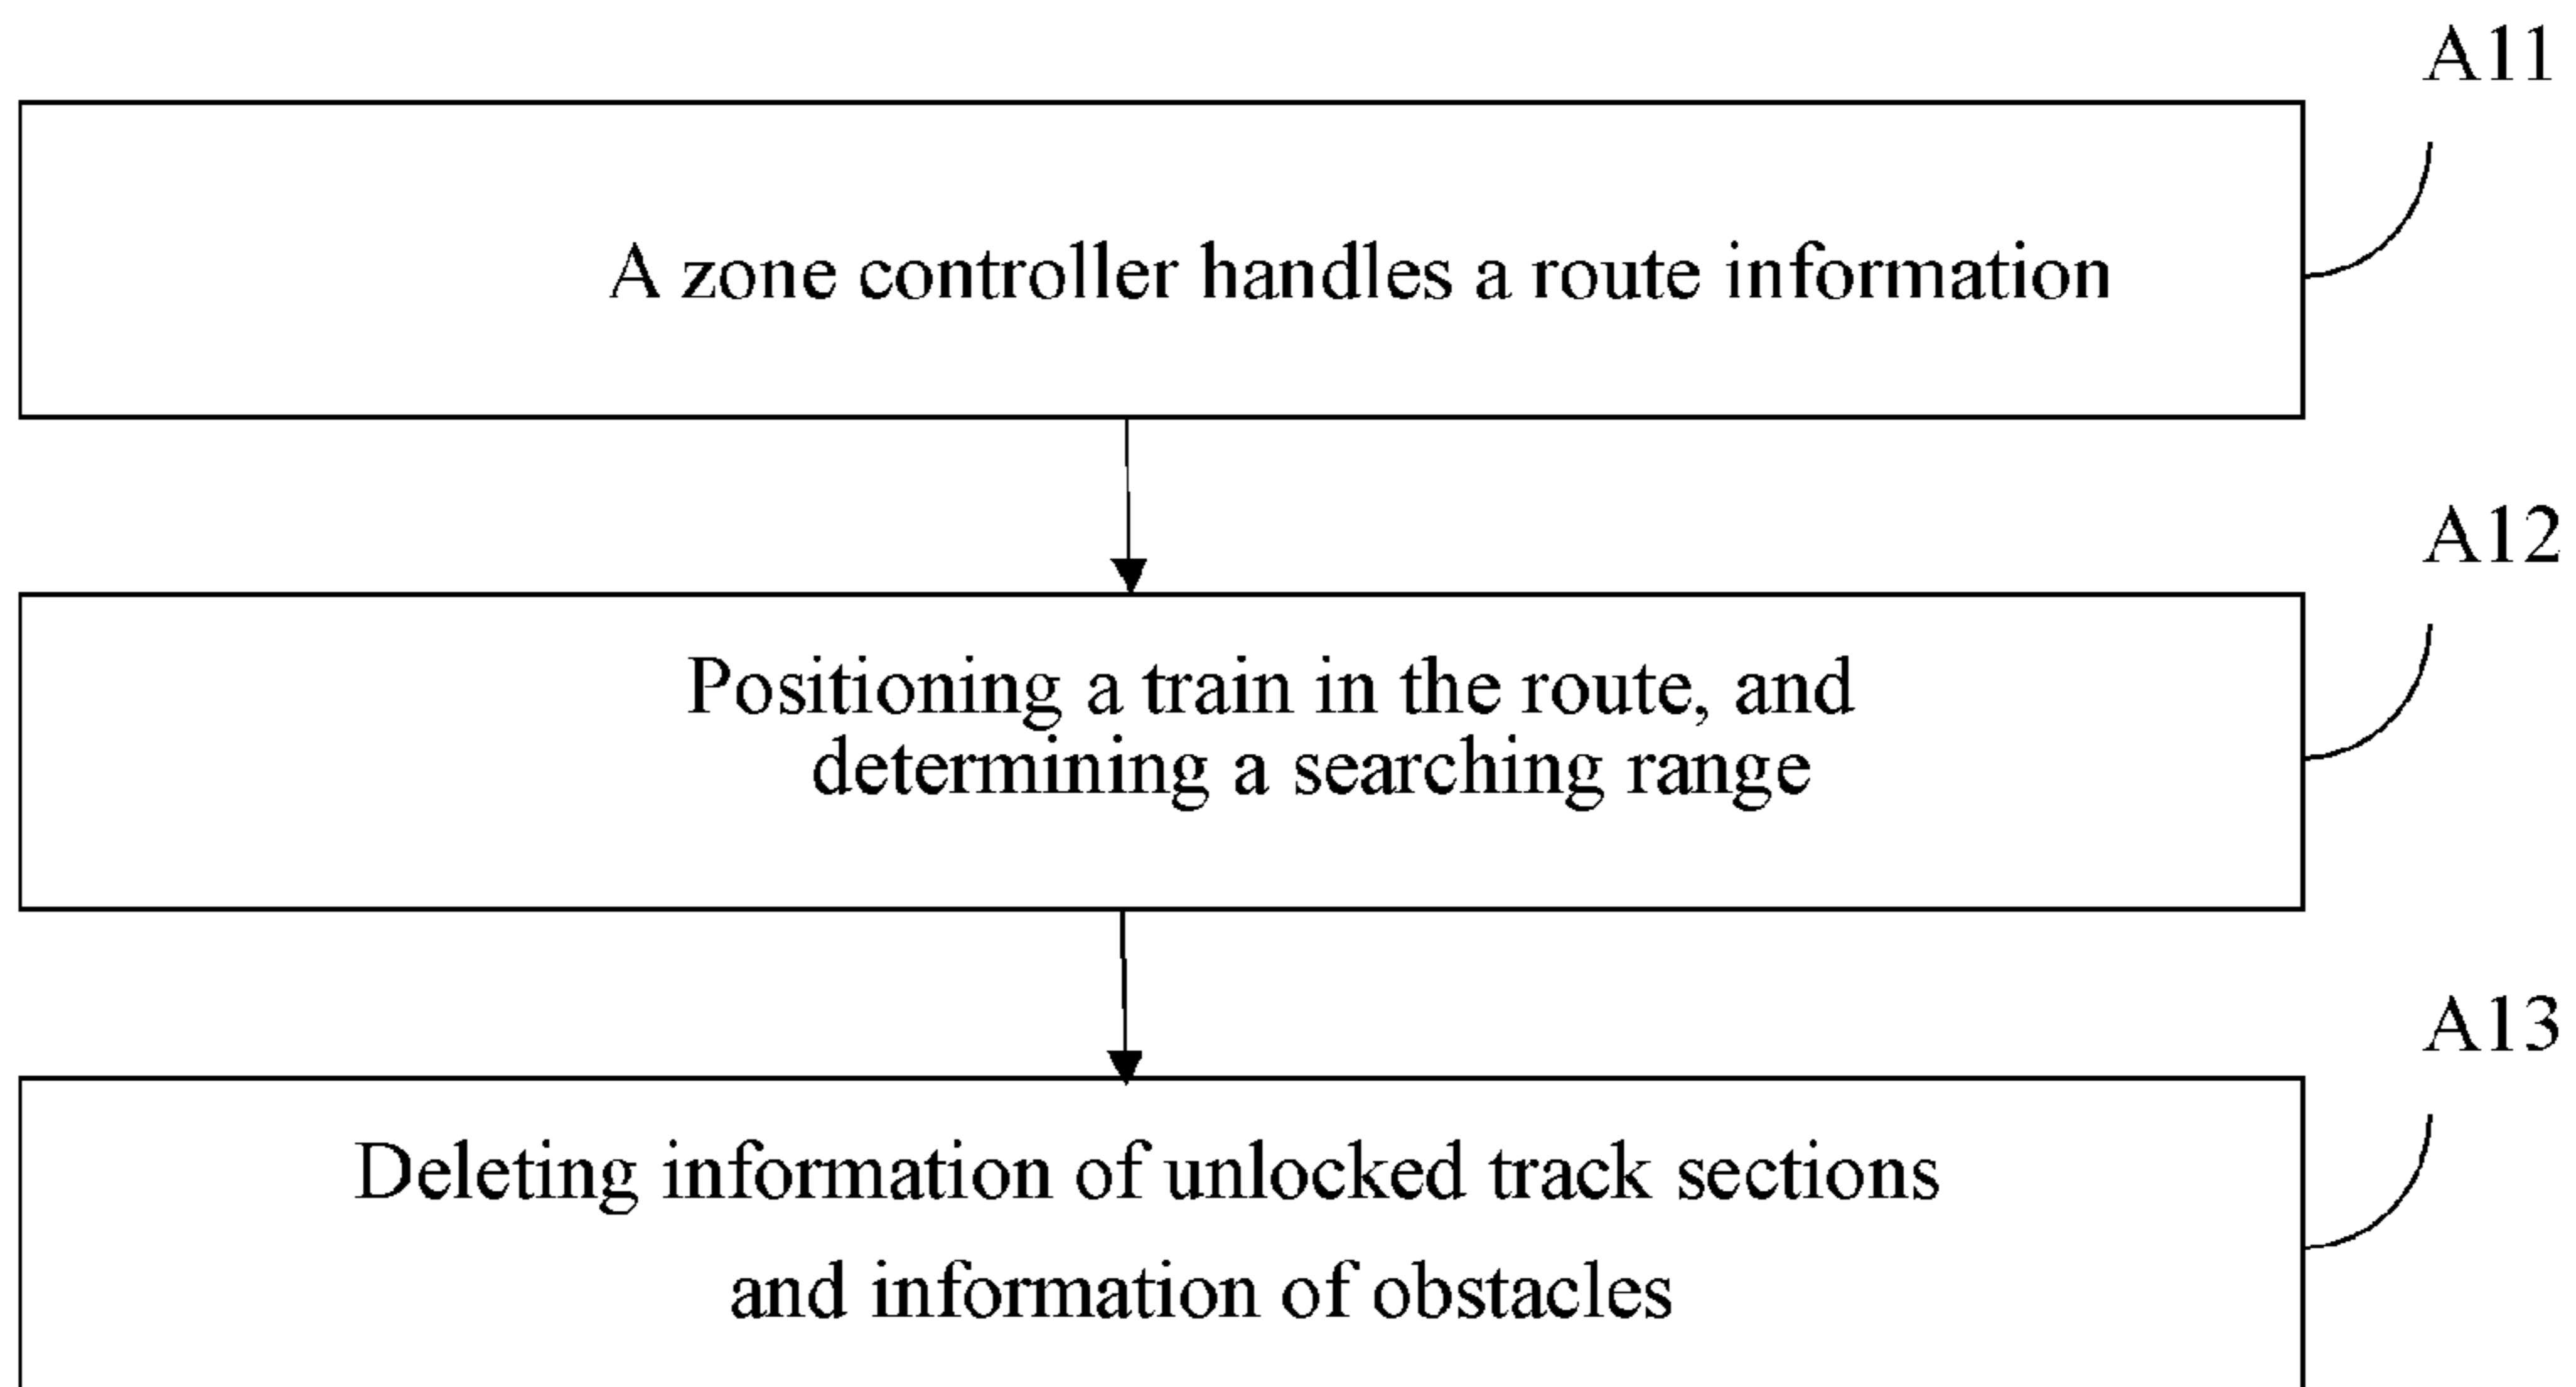 A11
A zone controller handles a route information
A12
Positioning a train in the route, and
determining a searching range
A13
Deleting information of unlocked track sections
and information of obstacles